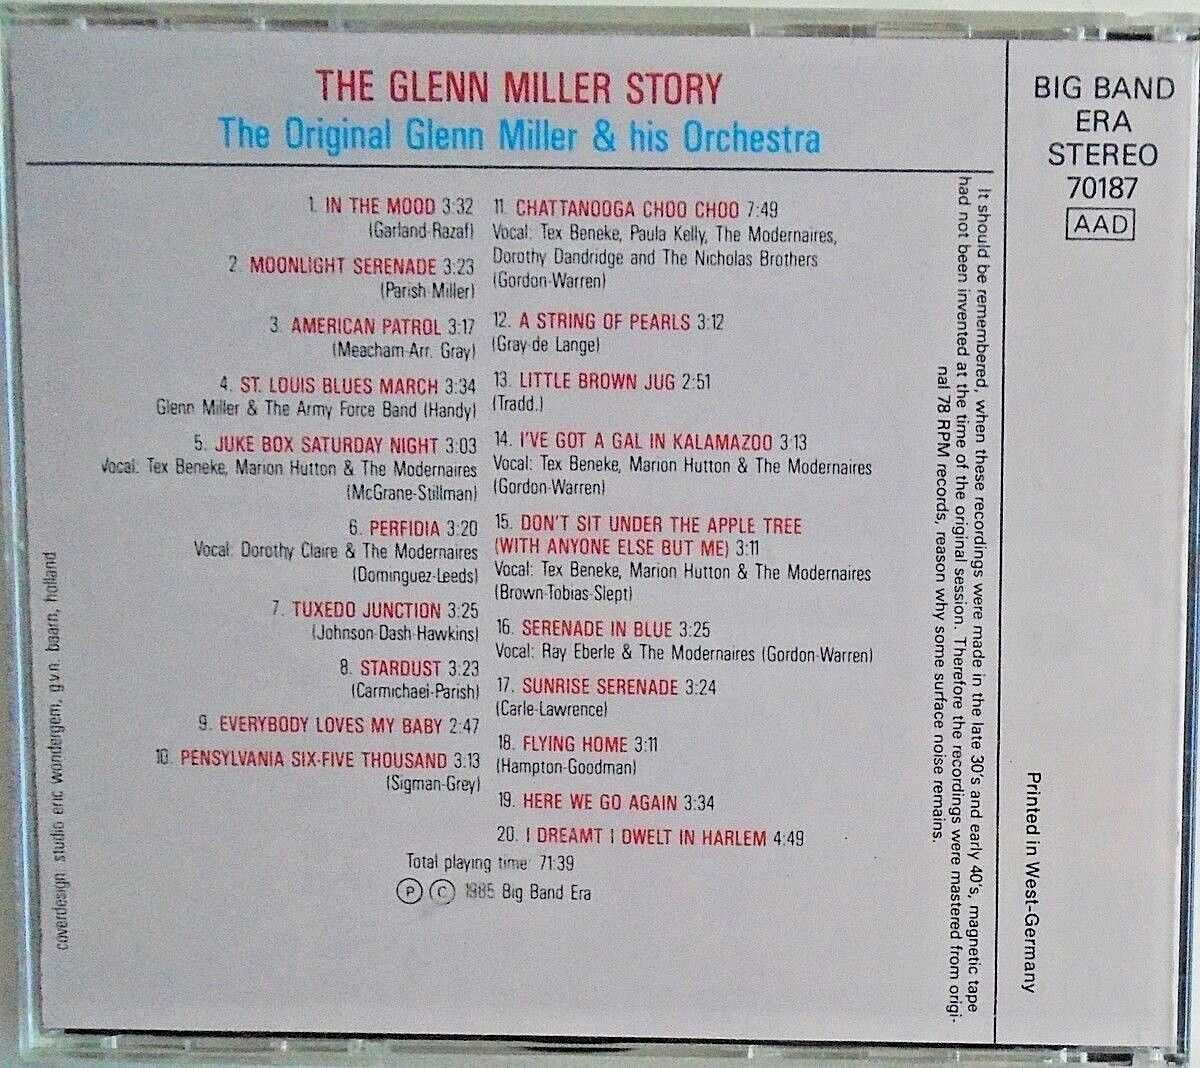 THE GLENN MILLER STORY
The Original Glenn Miller & his Orchestra
1. IN THE MOOD 3:32
(Garland-Razaf)
2. MOONLIGHT SERENADE 3:23
(Parish-Miller)
3. AMERICAN PATROL 3:17
(Meacham-Arr. Gray)
4. ST. LOUIS BLUES MARCH 3:34
Glenn Miller & The Army Force Band (Handy)
5. JUKE BOX SATURDAY NIGHT 3:03
Vocal: Tex Beneke, Marion Hutton & The Modernaires
(McGrane-Stillman)
6. PERFIDIA 3:20
Vocal: Dorothy Claire & The Modernaires
(Dominguez-Leeds)
7. TUXEDO JUNCTION 3:25
(Johnson-Dash-Hawkins)
8. STARDUST 3:23
(Carmichael-Parish)
9. EVERYBODY LOVES MY BABY 2:47
10. PENSYLVANIA SIX-FIVE THOUSAND 3:13
(Sigman-Grey)
11. CHATTANOOGA CHOO CHOO 7:49
Vocal: Tex Beneke, Paula Kelly, The Modernaires,
Dorothy Dandridge and The Nicholas Brothers
(Gordon-Warren)
12. A STRING OF PEARLS 3:12
(Gray-de Lange)
13. LITTLE BROWN JUG 2:51
(Tradd.)
14. I'VE GOT A GAL IN KALAMAZOO 3:13
Vocal: Tex Beneke, Marion Hutton & The Modernaires
(Gordon-Warren)
15. DON'T SIT UNDER THE APPLE TREE
(WITH ANYONE ELSE BUT ME) 3:11
Vocal: Tex Beneke, Marion Hutton & The Modernaires
(Brown-Tobias-Slept)
16. SERENADE IN BLUE 3:25
Vocal: Ray Eberle & The Modernaires (Gordon-Warren)
17. SUNRISE SERENADE 3:24
(Carle-Lawrence)
18. FLYING HOME 3:11
(Hampton-Goodman)
19. HERE WE GO AGAIN 3:34
20. I DREAMT I DWELT IN HARLEM 4:49
Total playing time: 71:39
Ⓟ © 1985 Big Band Era
coverdesign studio eric wondergem, g.v.n. baarn, holland
It should be remembered, when these recordings were made in the late 30's and early 40's, magnetic tape
had not been invented at the time of the original session. Therefore the recordings were mastered from origi-
nal 78 RPM records, reason why some surface noise remains.
BIG BAND
ERA
STEREO
70187
AAD
Printed in West-Germany